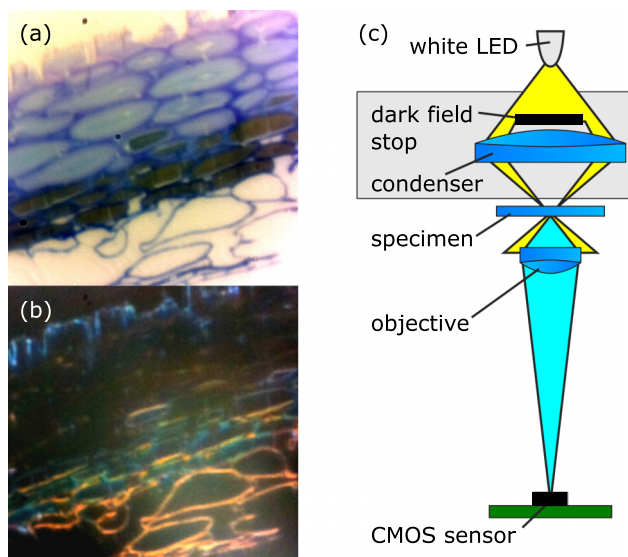 (a)
(b)
(c)
white LED
dark field
stop
condenser
specimen
objective
CMOS sensor